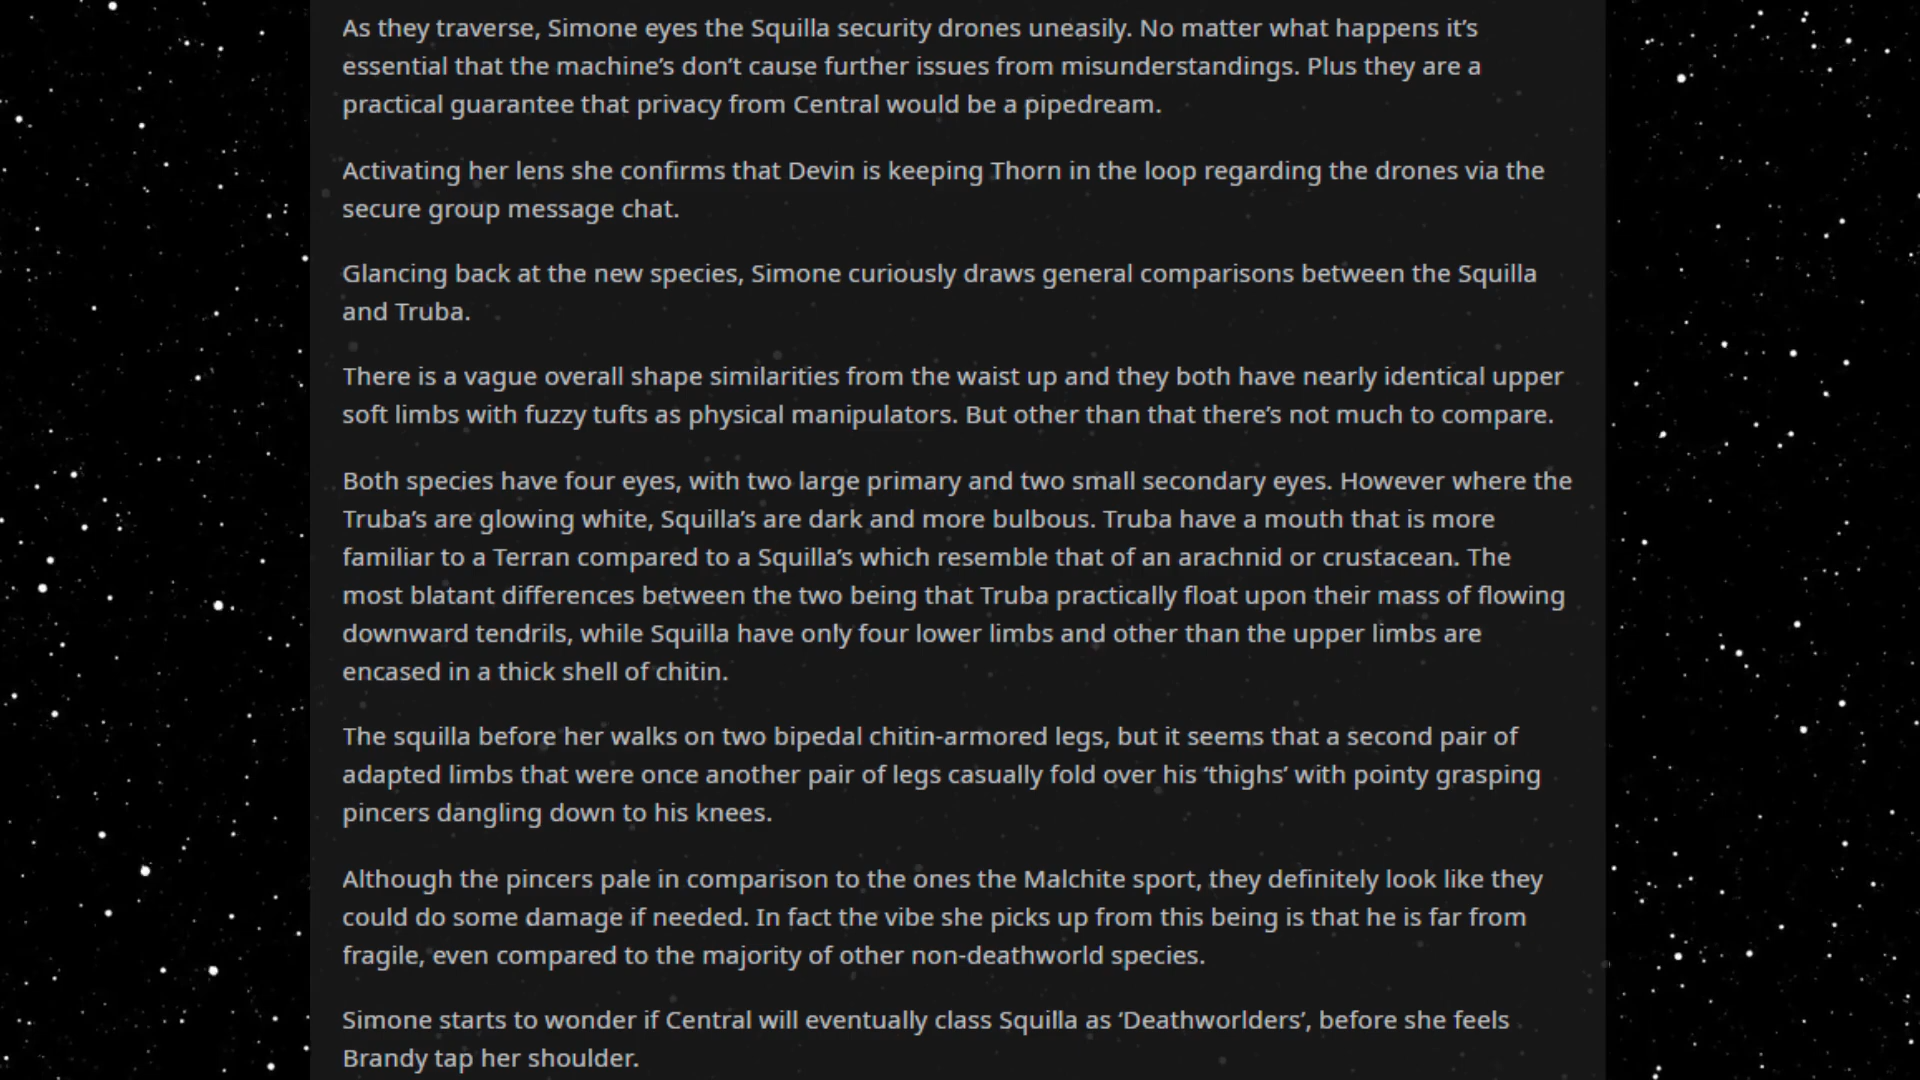 As they traverse, Simone eyes the Squilla security drones uneasily. No matter what happens it’s
essential that the machine’s don’t cause further issues from misunderstandings. Plus they are a
practical guarantee that privacy from Central would be a pipedream.
Activating her lens she confirms that Devin is keeping Thorn in the loop regarding the drones via the
secure group message chat.
Glancing back at the new species, Simone curiously draws general comparisons between the Squilla
and Truba.
There is a vague overall shape similarities from the waist up and they both have nearly identical upper
soft limbs with fuzzy tufts as physical manipulators. But other than that there’s not much to compare.
Both species have four eyes, with two large primary and two small secondary eyes. However where the
Truba’s are glowing white, Squilla’s are dark and more bulbous. Truba have a mouth that is more
familiar to a Terran compared to a Squilla’s which resemble that of an arachnid or crustacean. The
most blatant differences between the two being that Truba practically float upon their mass of flowing
downward tendrils, while Squilla have only four lower limbs and other than the upper limbs are
encased in a thick shell of chitin.
The squilla before her walks on two bipedal chitin-armored legs, but it seems that a second pair of
adapted limbs that were once another pair of legs casually fold over his ‘thighs’ with pointy grasping
pincers dangling down to his knees.
Although the pincers pale in comparison to the ones the Malchite sport, they definitely look like they
could do some damage if needed. In fact the vibe she picks up from this being is that he is far from
fragile, even compared to the majority of other non-deathworld species.
Simone starts to wonder if Central will eventually class Squilla as ‘Deathworlders’, before she feels
Brandy tap her shoulder.